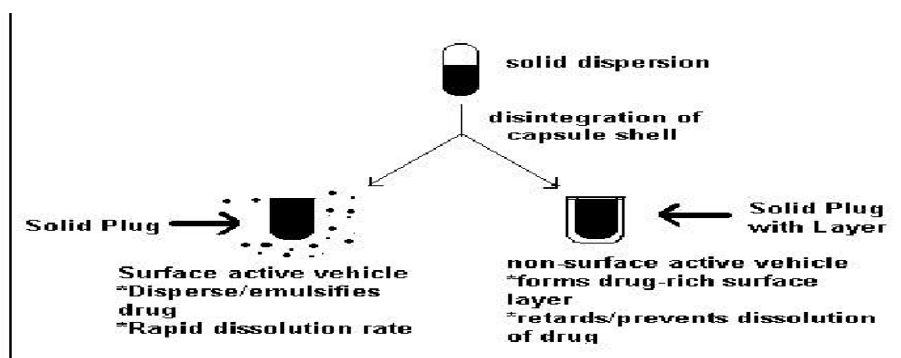 solid dispersion
disintegration of
capsule shell
Solid Plug
Surface active vehicle
*Disperse/emulsifies
drug
*Rapid dissolution rate
Solid Plug
with Layer
non-surface active vehicle
*forms drug-rich surface
layer
*retards/prevents dissolution
of drug